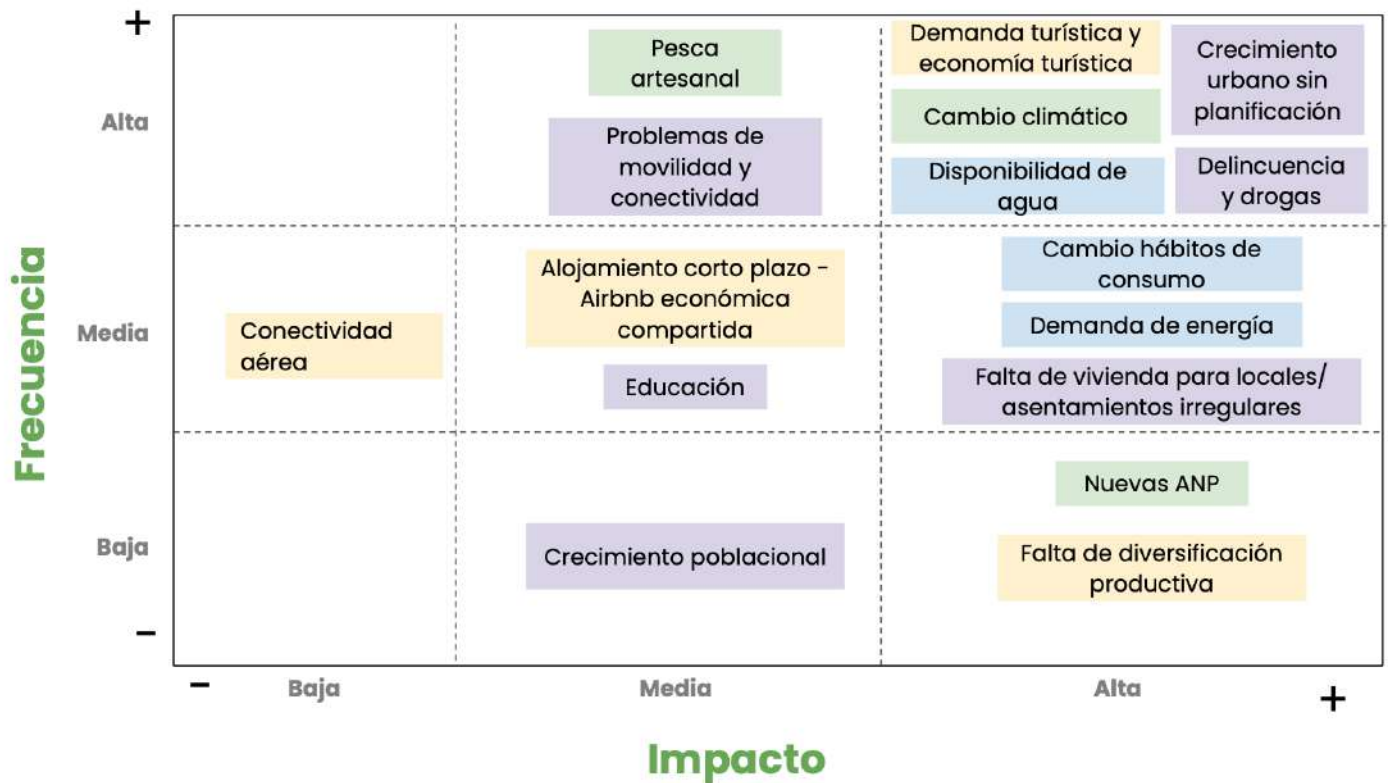 +
Pesca
artesanal
Demanda turística y
economía turística
Crecimiento
urbano sin
planificación
Alta
Problemas de
movilidad y
conectividad
Cambio climático
Disponibilidad de
agua
Delincuencia
y drogas
Frecuencia
Media
Conectividad
aérea
Alojamiento corto plazo -
Airbnb económica
compartida
Educación
Cambio hábitos de
consumo
Demanda de energía
Falta de vivienda para locales/
asentamientos irregulares
Baja
Crecimiento poblacional
Nuevas ANP
Falta de diversificación
productiva
-
- Baja Media Alta +
Impacto